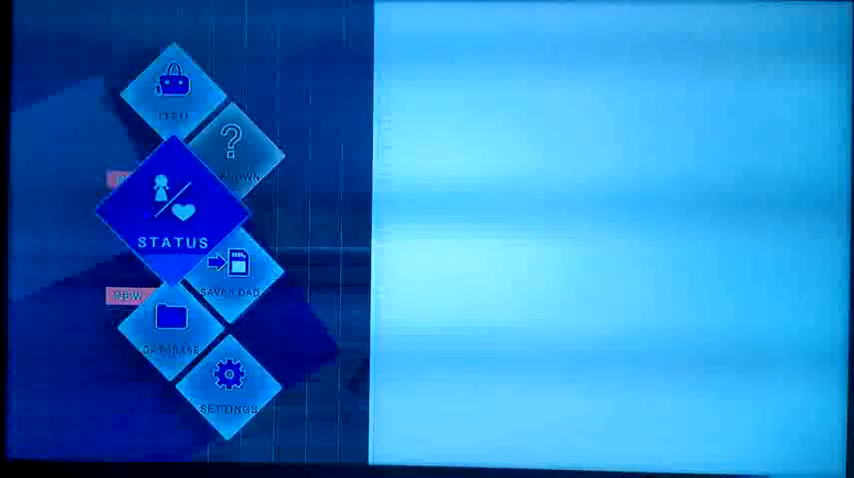 ITEM
STATUS
SAVE/LOAD
NEW
DATABASE
SETTINGS